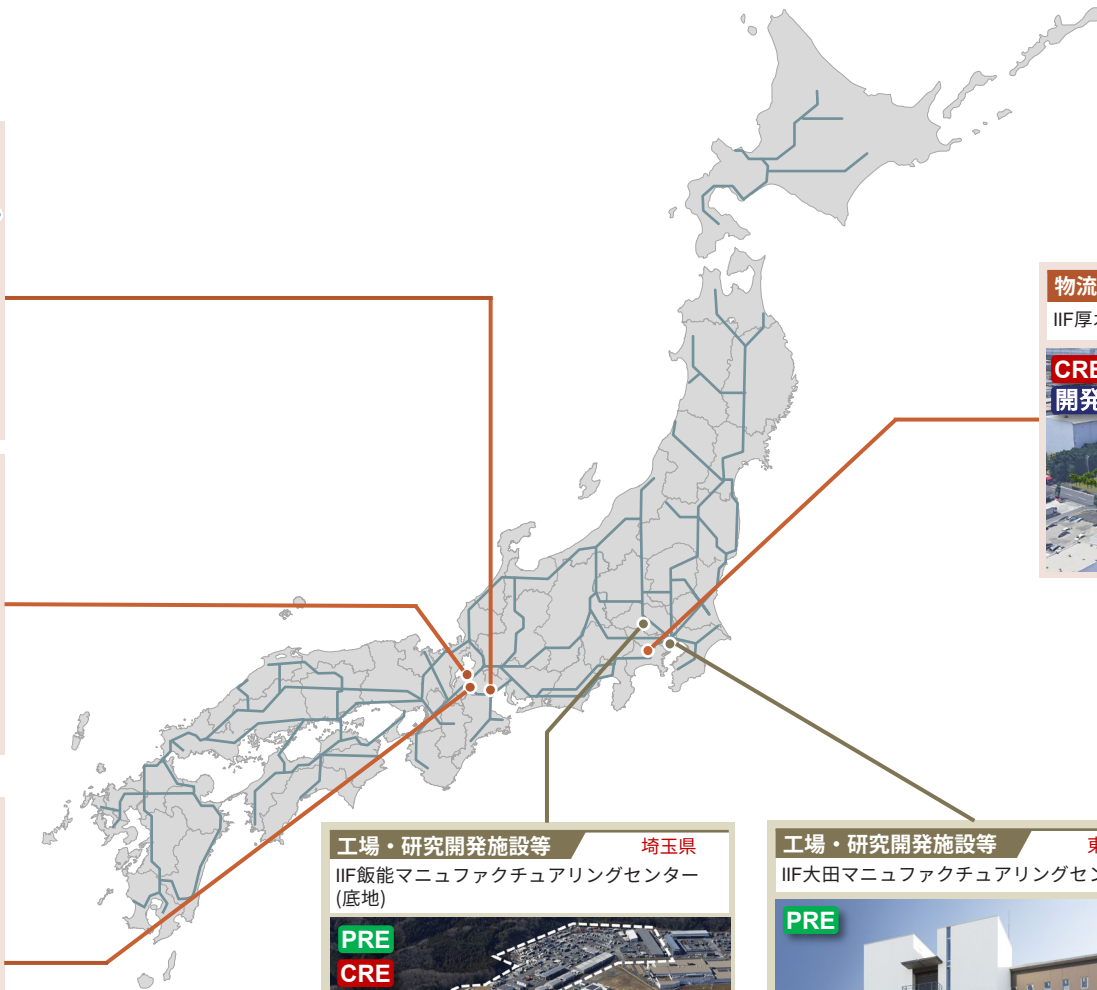 物流
IIF厚
CRE
開発
工場・研究開発施設等
埼玉県
IIF飯能マニュファクチュアリングセンター
(底地)
PRE
CRE
工場・研究開発施設等
東
IIF大田マニュファクチュアリングセン
PRE